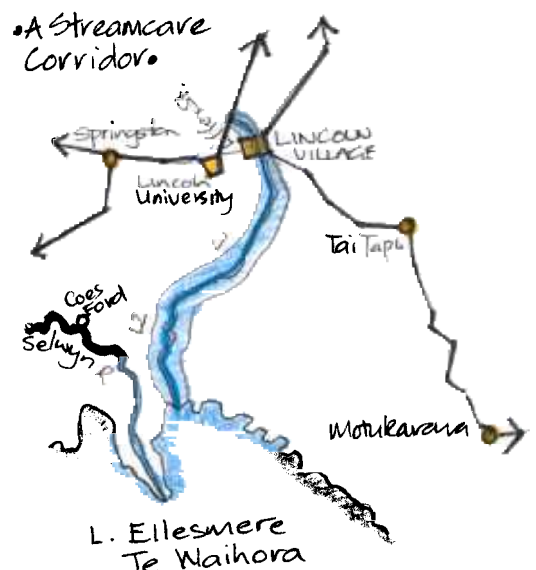 •A Streamcare
Corridor•
Springston
LINCOLN
VILLAGE
Lincoln
University
Tai Tapu
Coes
Ford
Selwyn
Motukarara
L. Ellesmere
Te Waihora